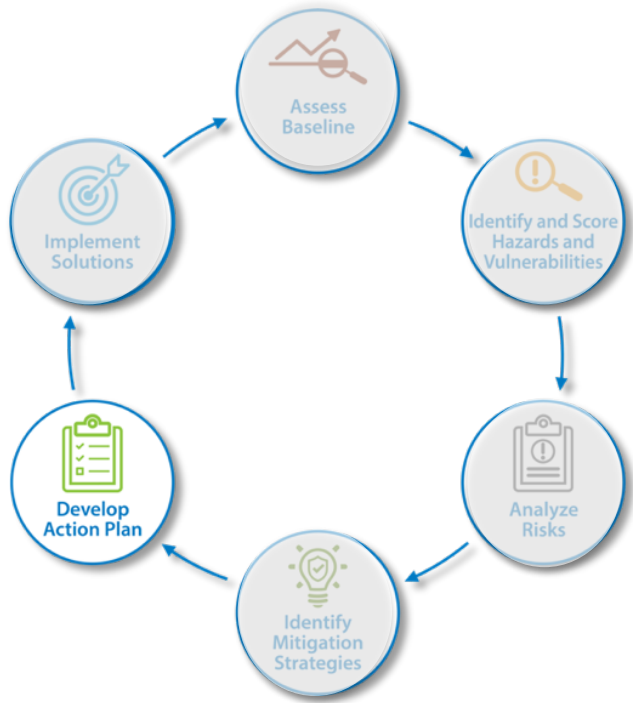 Assess
Baseline
Identify and Score
Hazards and
Vulnerabilities
Analyze
Risks
Identify
Mitigation
Strategies
Develop
Action Plan
Implement
Solutions